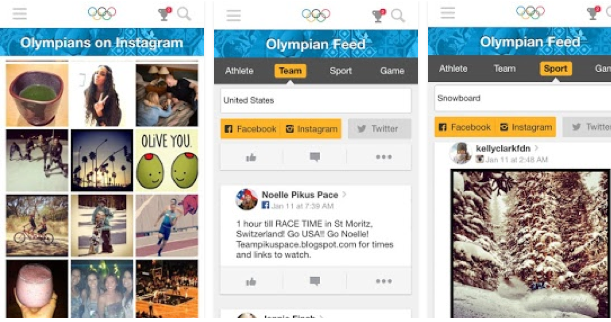 Olympians on Instagram
OLiVE YOU.
Olympian Feed
Athlete Team Sport Game
United States
Facebook Instagram Twitter
Noelle Pikus Pace
Jan 11 at 7:39 AM
1 hour till RACE TIME in St Moritz,
Switzerland! Go USA!! Go Noelle!
Teampikuspace.blogspot.com for times
and links to watch.
Olympian Feed
Athlete Team Sport Gam
Snowboard
Facebook Instagram Twitte
kellyclarkfdn
Jan 11 at 2:48 AM